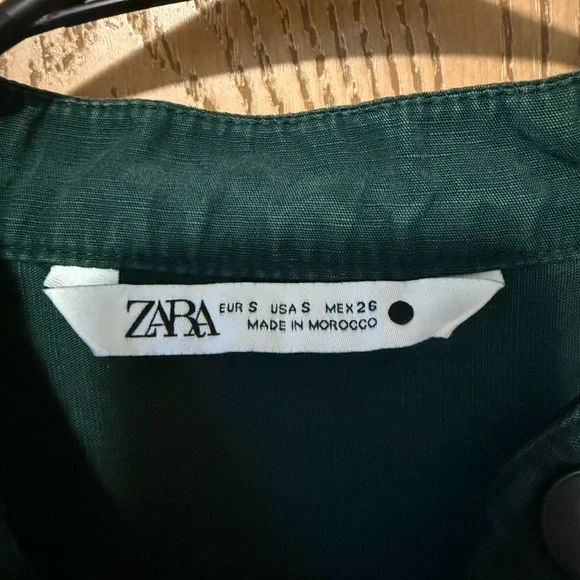 ZARA EUR S USA S MEX 26
MADE IN MOROCCO